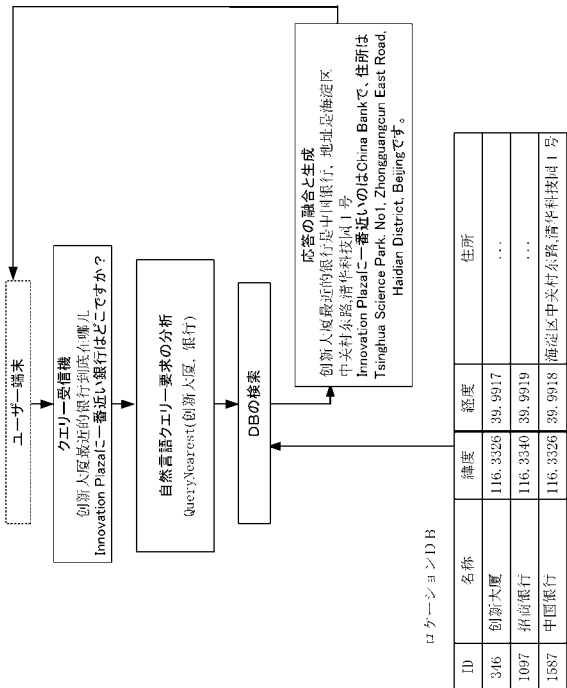 ユーザー端末
クエリー受信機
创新大厦最近的银行到底在哪儿
Innovation Plazaに一番近い銀行はどこですか？
自然言語クエリー要求の分析
QueryNearest(创新大厦, 银行)
DBの検索
応答の融合と生成
创新大厦最近的银行是中国银行, 地址是海淀区
中关村东路,清华科技园1号
Innovation Plazaに一番近いのはChina Bankで、住所は
Tsinghua Science Park. No1, Zhongguangcun East Road,
Haidian District, Beijingです。
ロケーションDB
ID 名称 緯度 経度 住所
346 创新大厦 116.3326 39.9917 ...
1097 招商银行 116.3340 39.9919 ...
1587 中国银行 116.3326 39.9918 海淀区中关村东路,清华科技园1号